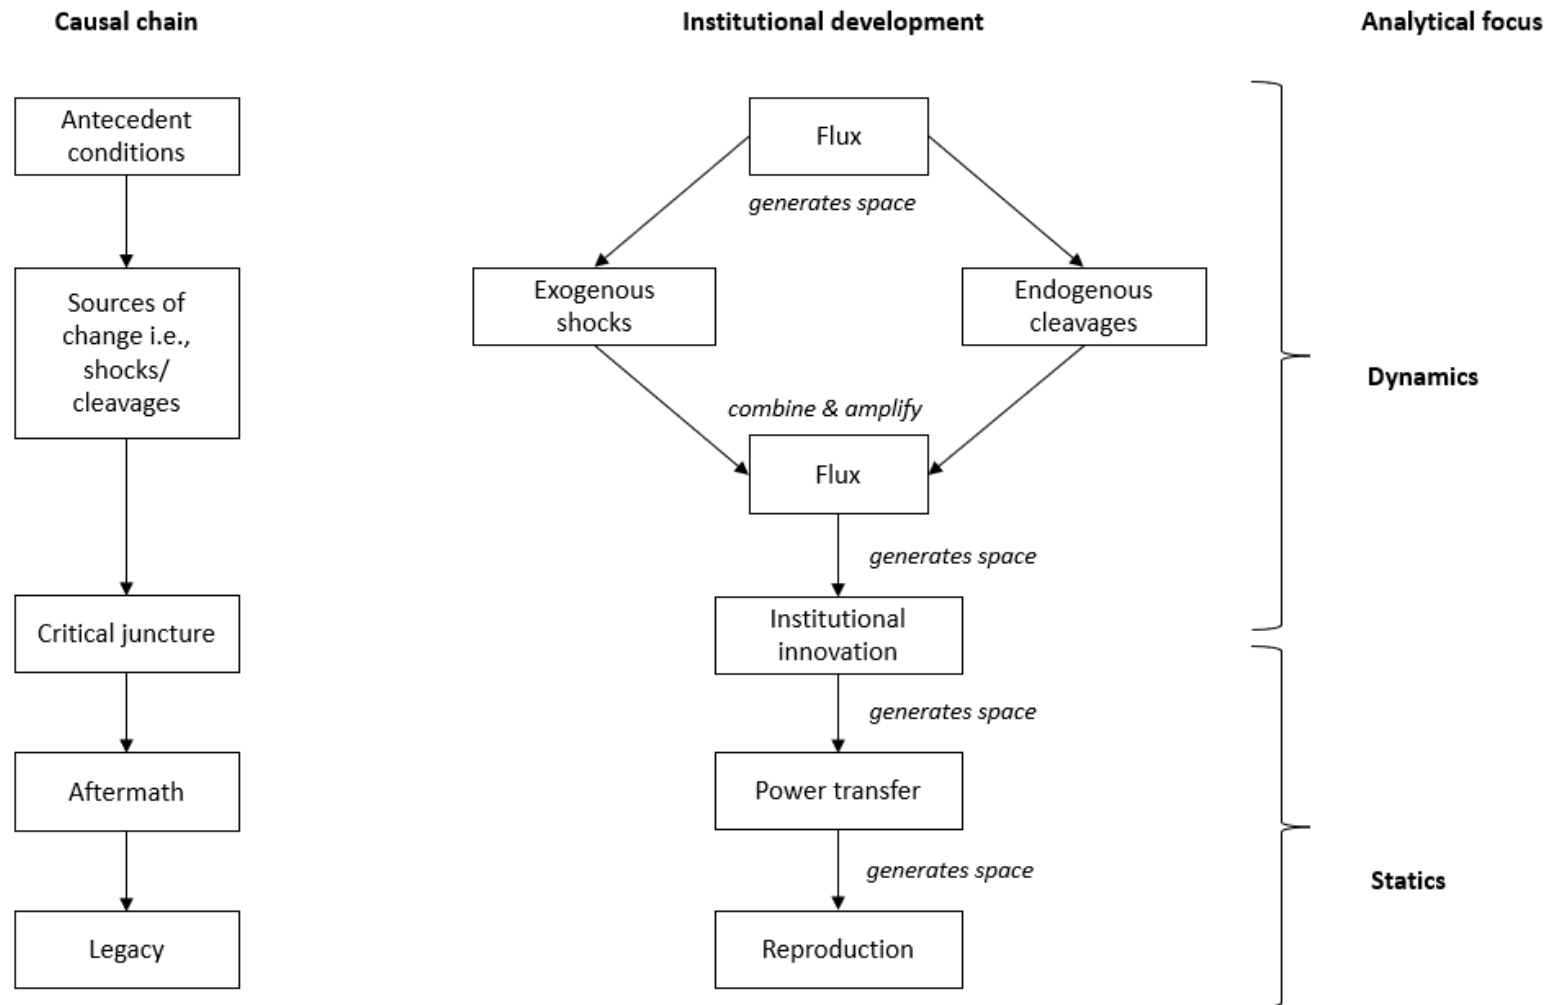 Causal chain
Institutional development
Analytical focus
Antecedent
conditions
Flux
generates space
Sources of
change i.e.,
shocks/
cleavages
Exogenous
shocks
Endogenous
cleavages
Dynamics
combine & amplify
Flux
generates space
Critical juncture
Institutional
innovation
generates space
Aftermath
Power transfer
generates space
Statics
Legacy
Reproduction